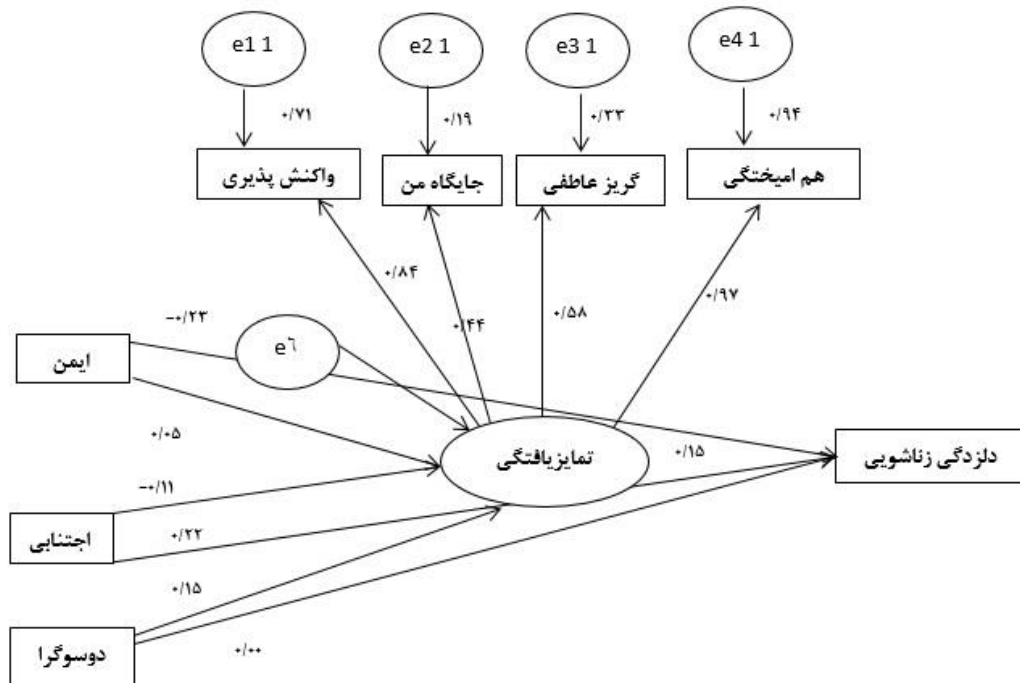 e1 1
e2 1
e3 1
e4 1
۰/۷۱
۰/۱۹
۰/۳۳
۰/۹۴
واکنش پذیری
جایگاه من
گریز عاطفی
هم امیختگی
۰/۸۴
۰/۴۴
۰/۵۸
۰/۹۷
-۰/۲۳
e٦
ایمن
۰/۰۵
تمایزیافتگی
۰/۱۵
دلزدگی زناشویی
-۰/۱۱
اجتنابی
۰/۲۲
۰/۱۵
دوسوگرا
۰/۰۰